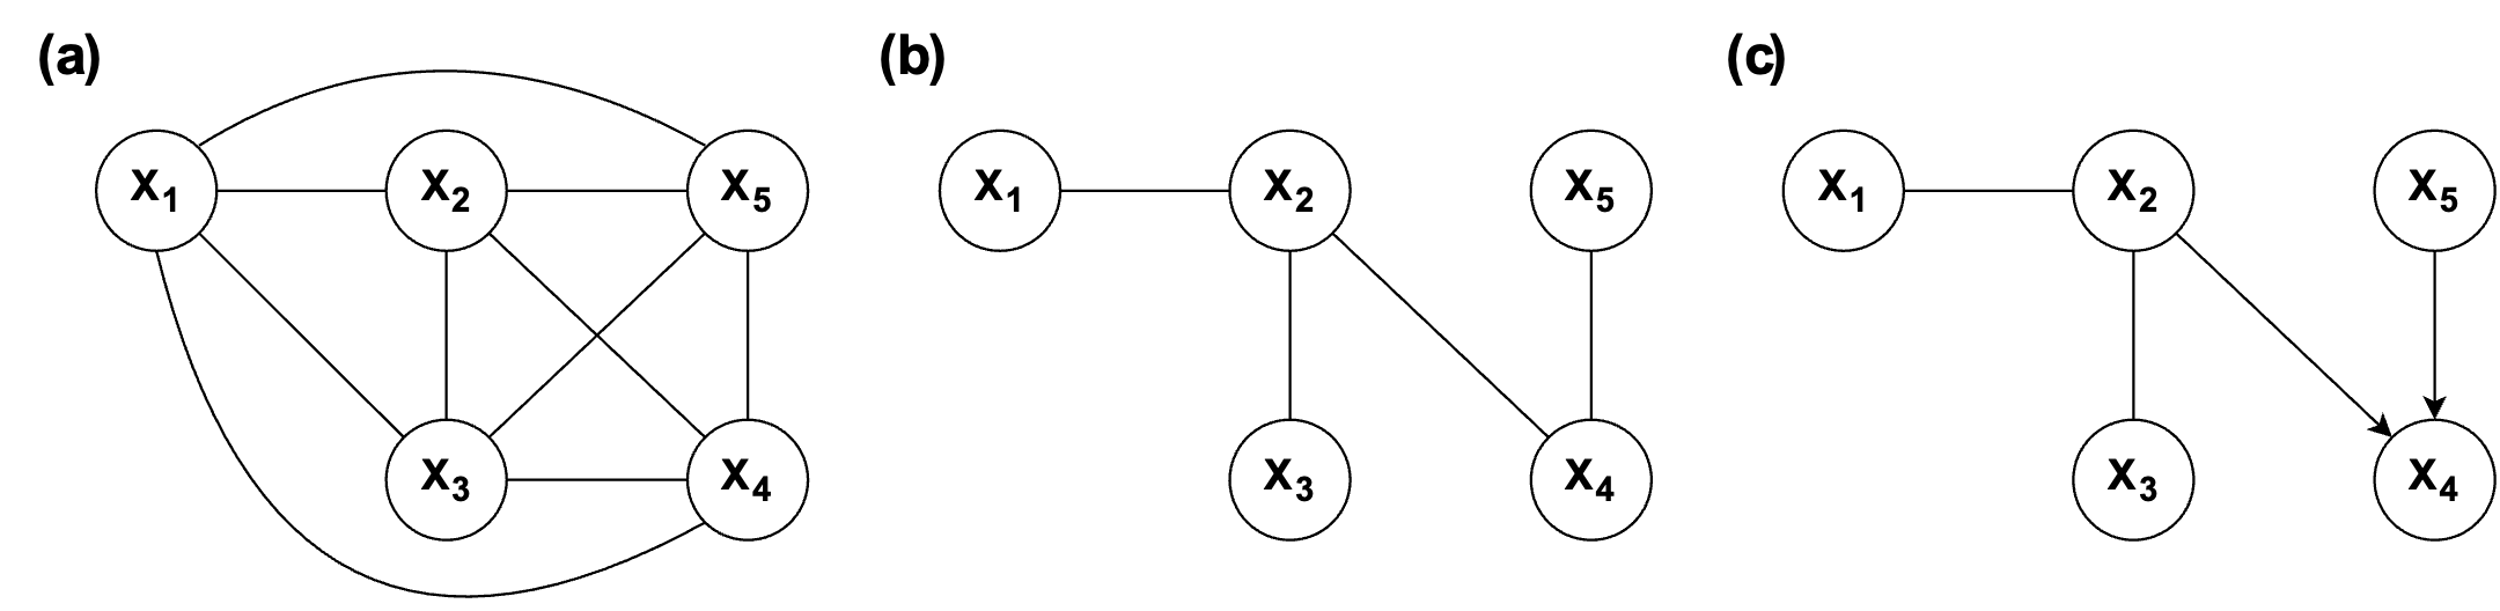 (a) (b) (c)
X₁ X₂ X₅ X₁ X₂ X₅ X₁ X₂ X₅
X₃ X₄ X₃ X₄ X₃ X₄